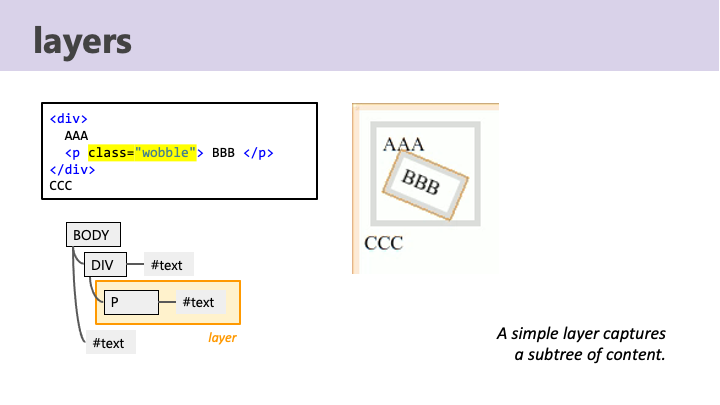 layers
<div>
AAA
<p class="wobble"> BBB </p>
</div>
CCC
AAA
BBB
CCC
BODY
DIV #text
P #text
layer
#text
A simple layer captures
a subtree of content.